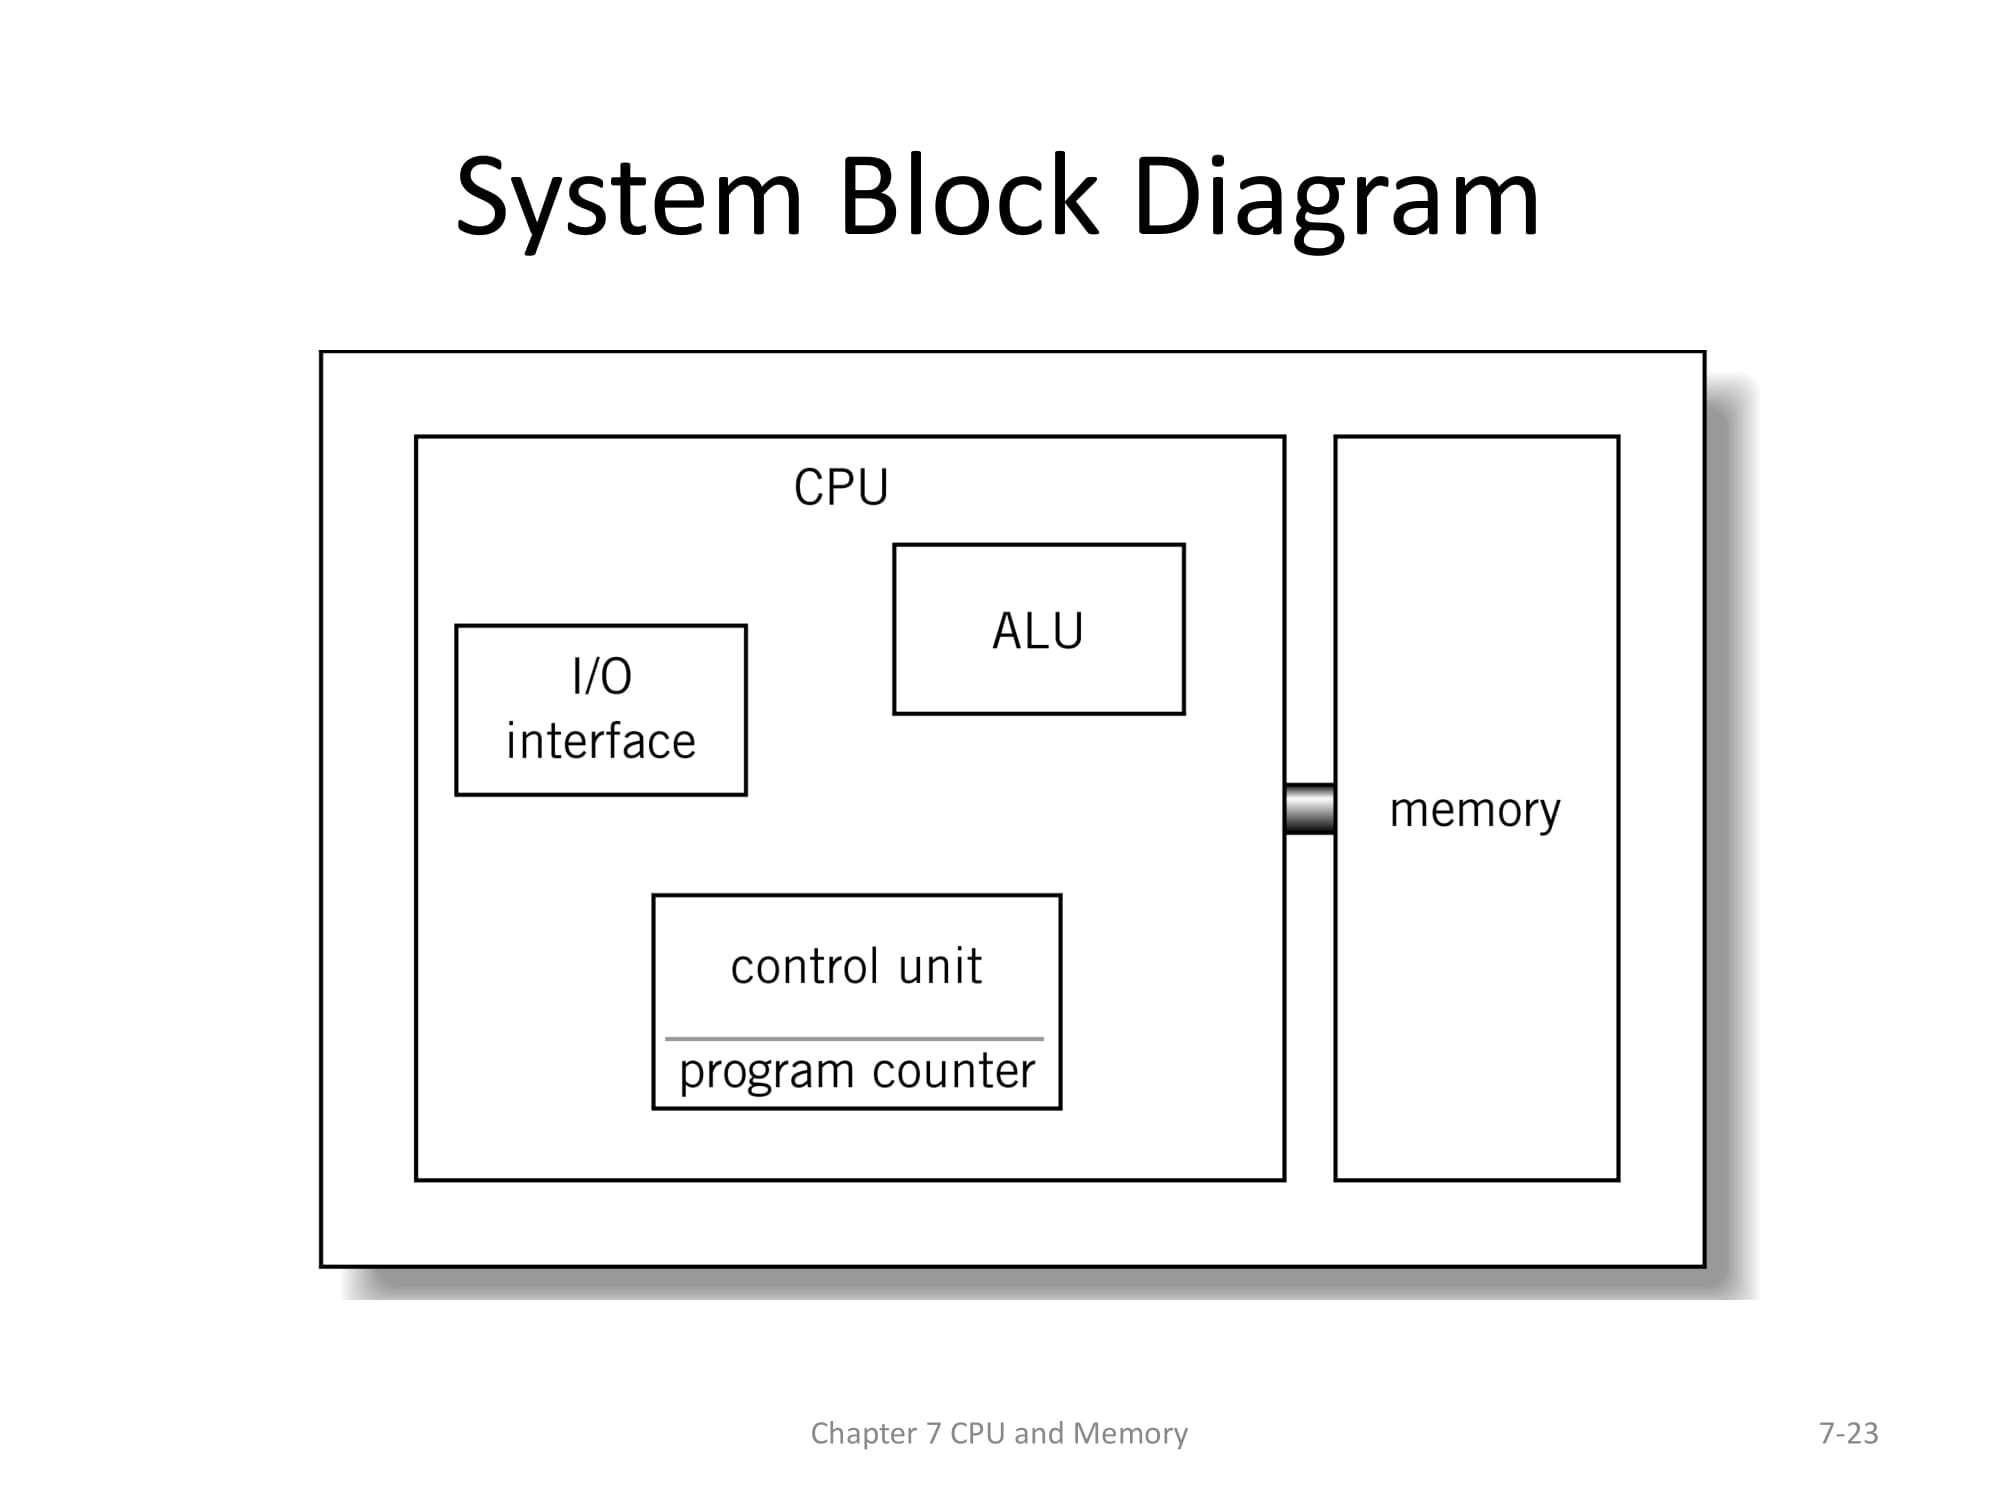 System Block Diagram
CPU
ALU
I/O
interface
memory
control unit
program counter
Chapter 7 CPU and Memory
7-23